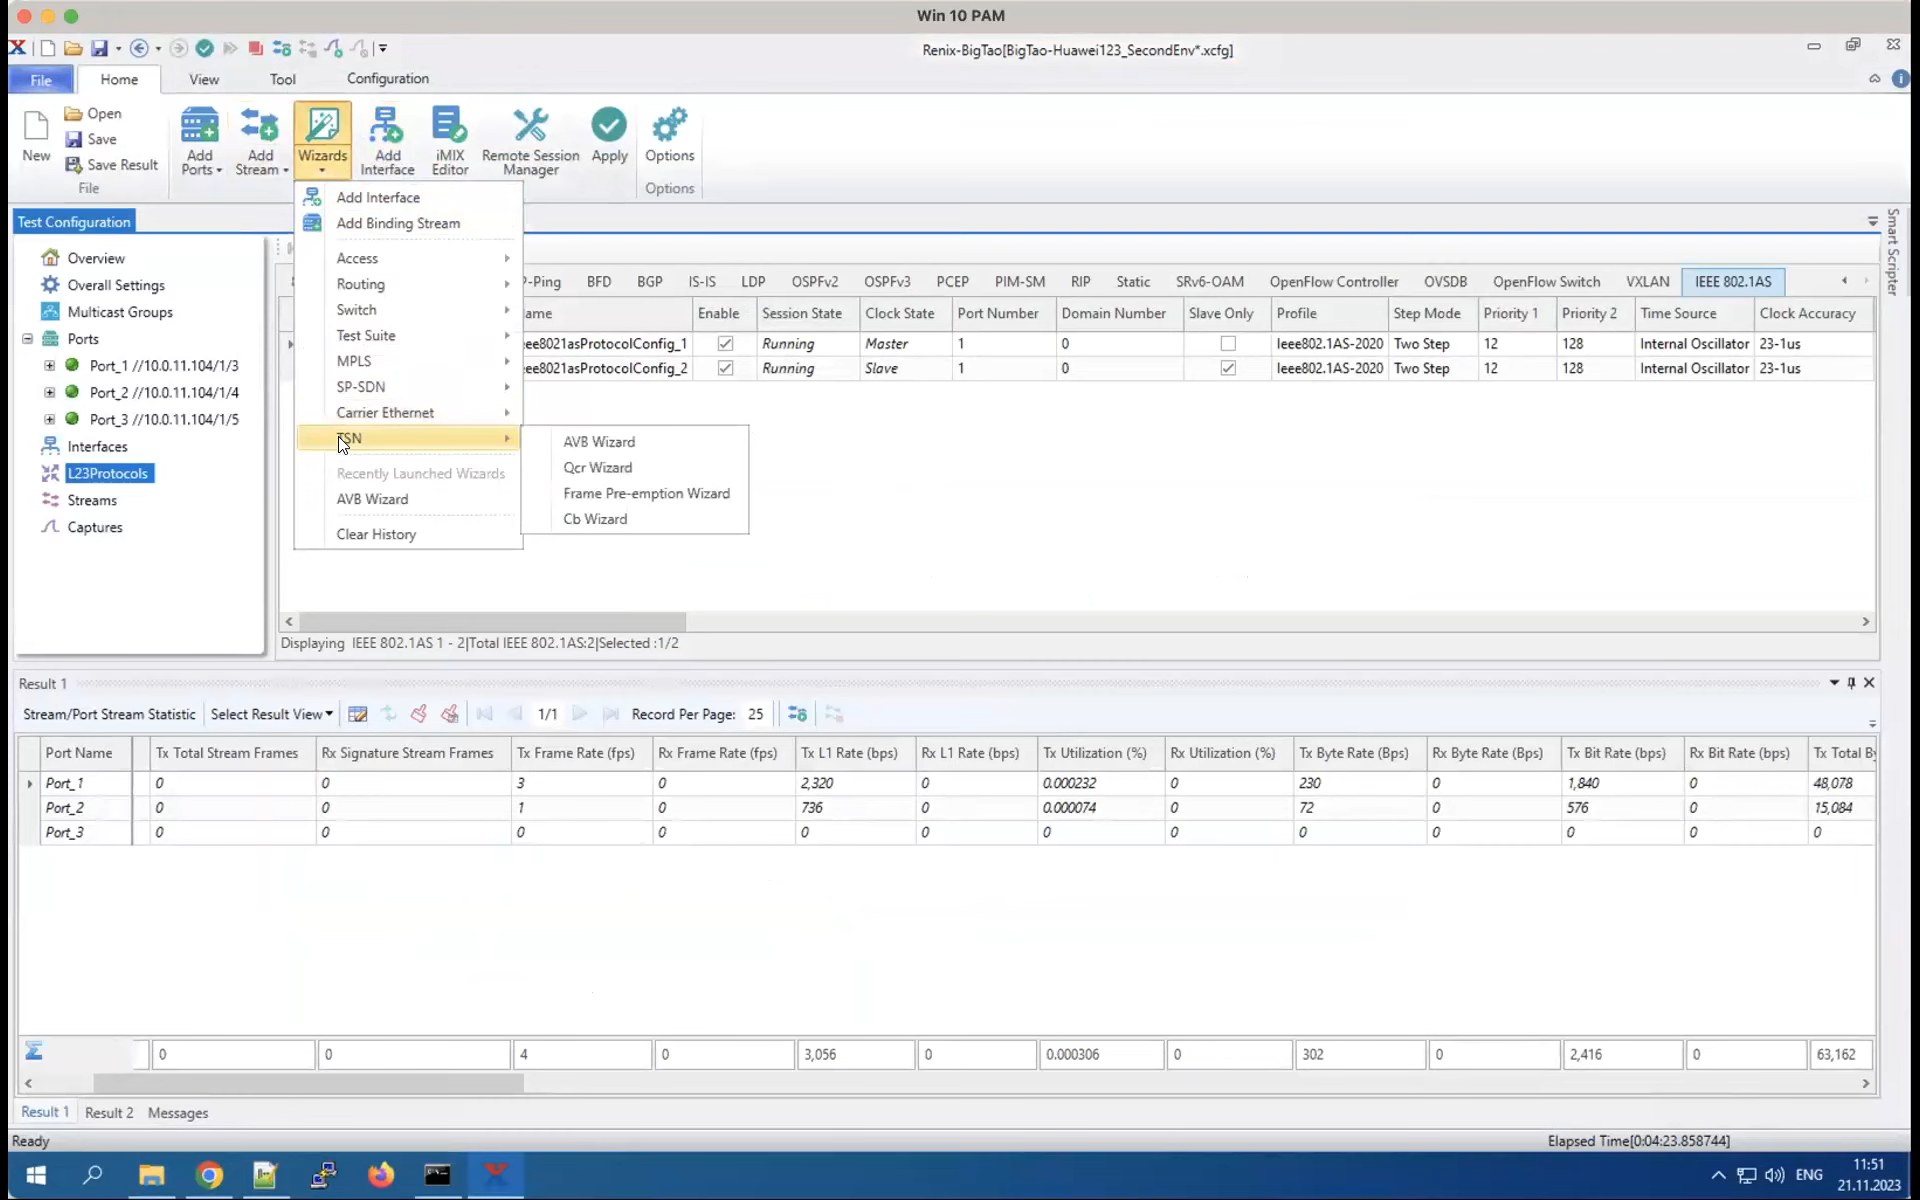 Win 10 PAM
Renix-BigTao[BigTao-Huawei123_SecondEnv*.xcfg]
File Home View Tool Configuration
New
Open
Save
Save Result
File
Add Ports
Add Stream
Wizards
Add Interface
iMIX Editor
Remote Session Manager
Apply
Options
Options
Add Interface
Add Binding Stream
Access
Routing
Switch
Test Suite
MPLS
SP-SDN
Carrier Ethernet
TSN
Recently Launched Wizards
AVB Wizard
Clear History
AVB Wizard
Qcr Wizard
Frame Pre-emption Wizard
Cb Wizard
Test Configuration
Overview
Overall Settings
Multicast Groups
Ports
Port_1 //10.0.11.104/1/3
Port_2 //10.0.11.104/1/4
Port_3 //10.0.11.104/1/5
Interfaces
L23Protocols
Streams
Captures
Smart Scripter
P-Ping BFD BGP IS-IS LDP OSPFv2 OSPFv3 PCEP PIM-SM RIP Static SRv6-OAM OpenFlow Controller OVSDB OpenFlow Switch VXLAN IEEE 802.1AS
ame Enable Session State Clock State Port Number Domain Number Slave Only Profile Step Mode Priority 1 Priority 2 Time Source Clock Accuracy
ee8021asProtocolConfig_1 Running Master 1 0 Ieee802.1AS-2020 Two Step 12 128 Internal Oscillator 23-1us
ee8021asProtocolConfig_2 Running Slave 1 0 Ieee802.1AS-2020 Two Step 12 128 Internal Oscillator 23-1us
Displaying IEEE 802.1AS 1 - 2|Total IEEE 802.1AS:2|Selected :1/2
Result 1
Stream/Port Stream Statistic Select Result View 1/1 Record Per Page: 25
Port Name Tx Total Stream Frames Rx Signature Stream Frames Tx Frame Rate (fps) Rx Frame Rate (fps) Tx L1 Rate (bps) Rx L1 Rate (bps) Tx Utilization (%) Rx Utilization (%) Tx Byte Rate (Bps) Rx Byte Rate (Bps) Tx Bit Rate (bps) Rx Bit Rate (bps) Tx Total By
Port_1 0 0 3 0 2,320 0 0.000232 0 230 0 1,840 0 48,078
Port_2 0 0 1 0 736 0 0.000074 0 72 0 576 0 15,084
Port_3 0 0 0 0 0 0 0 0 0 0 0 0 0
0 0 4 0 3,056 0 0.000306 0 302 0 2,416 0 63,162
Result 1 Result 2 Messages
Ready
Elapsed Time[0:04:23.858744]
ENG
11:51
21.11.2023